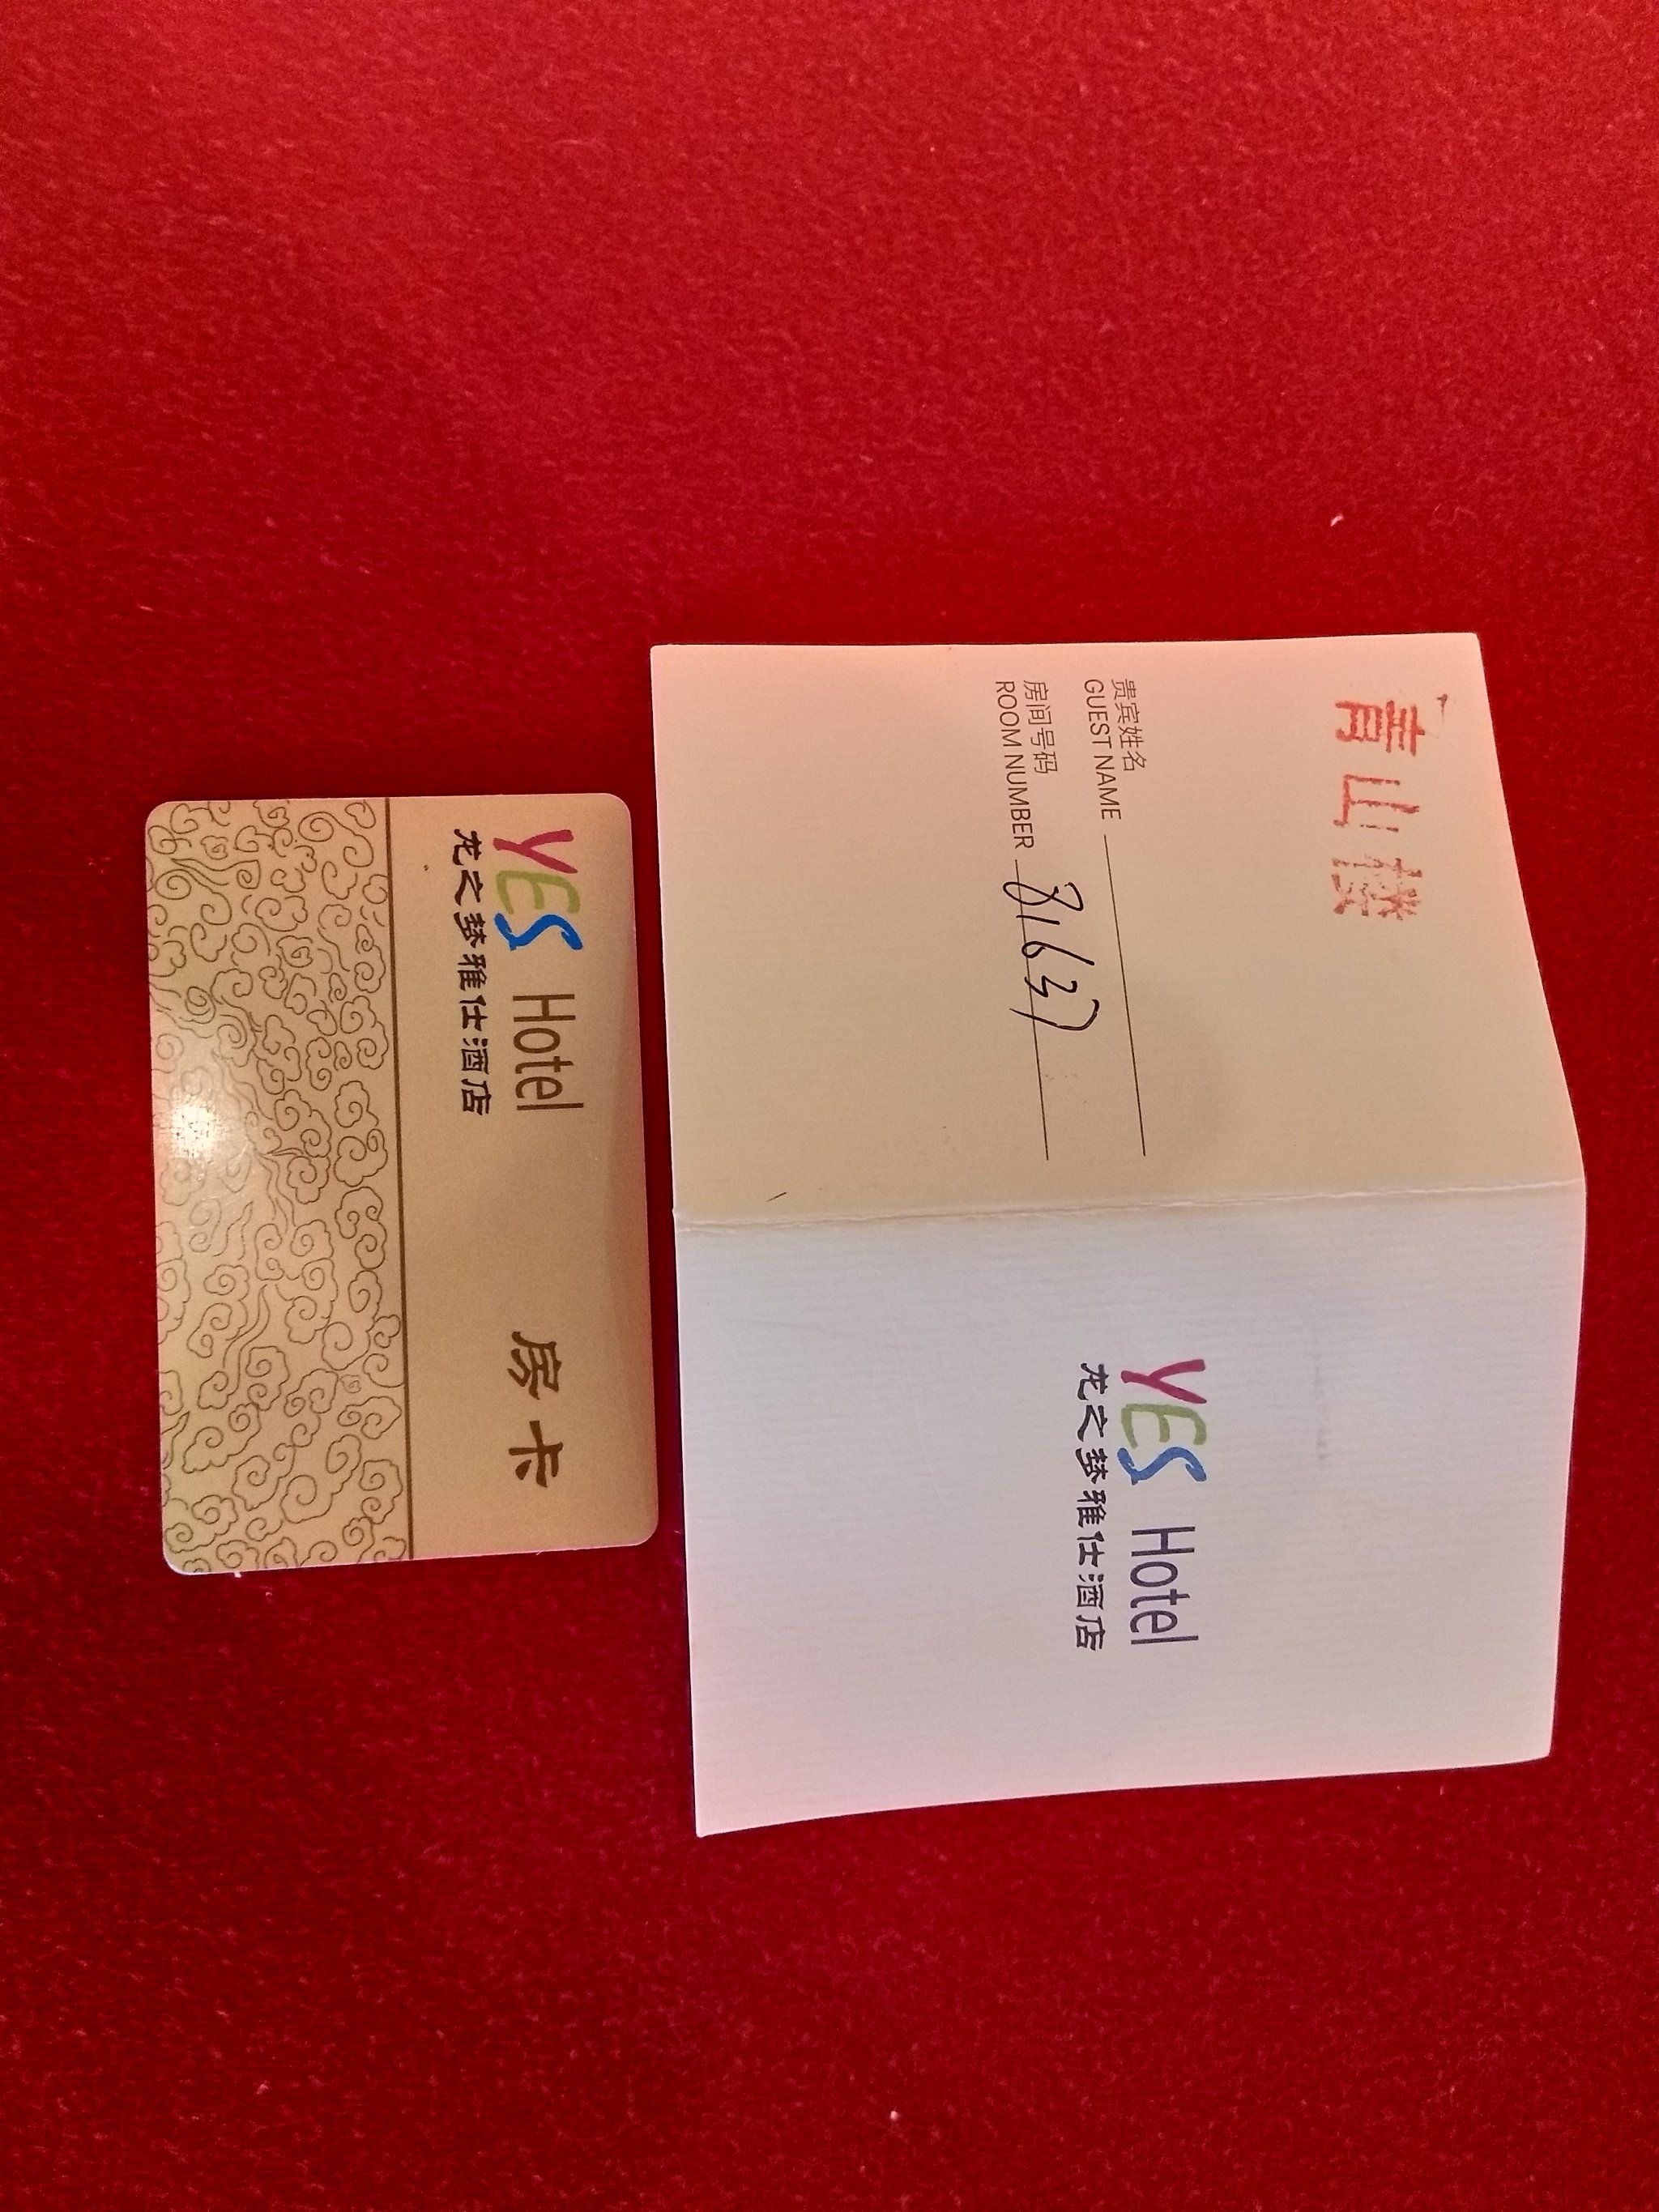 青山楼
贵宾姓名
GUEST NAME
房间号码
ROOM NUMBER 81637
YES Hotel
龙之梦雅仕酒店
YES Hotel
龙之梦雅仕酒店
房卡